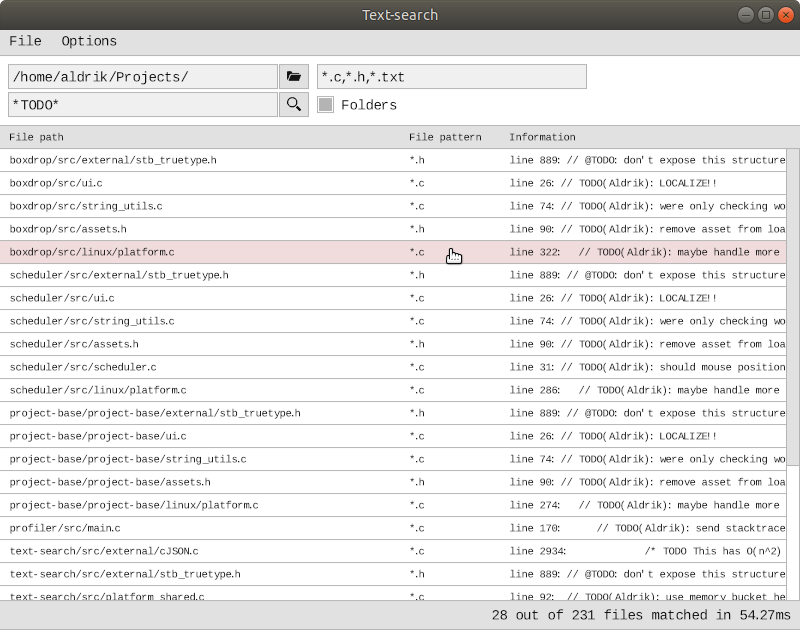 Text-search
File Options
/home/aldrik/Projects/ *.c,*.h,*.txt
*TODO* Folders
File path File pattern Information
boxdrop/src/external/stb_truetype.h *.h line 889: // @TODO: don't expose this structure
boxdrop/src/ui.c *.c line 26: // TODO(Aldrik): LOCALIZE!!
boxdrop/src/string_utils.c *.c line 74: // TODO(Aldrik): were only checking wo
boxdrop/src/assets.h *.h line 90: // TODO(Aldrik): remove asset from loa
boxdrop/src/linux/platform.c *.c line 322: // TODO(Aldrik): maybe handle more
scheduler/src/external/stb_truetype.h *.h line 889: // @TODO: don't expose this structure
scheduler/src/ui.c *.c line 26: // TODO(Aldrik): LOCALIZE!!
scheduler/src/string_utils.c *.c line 74: // TODO(Aldrik): were only checking wo
scheduler/src/assets.h *.h line 90: // TODO(Aldrik): remove asset from loa
scheduler/src/scheduler.c *.c line 31: // TODO(Aldrik): should mouse position
scheduler/src/linux/platform.c *.c line 286: // TODO(Aldrik): maybe handle more
project-base/project-base/external/stb_truetype.h *.h line 889: // @TODO: don't expose this structure
project-base/project-base/ui.c *.c line 26: // TODO(Aldrik): LOCALIZE!!
project-base/project-base/string_utils.c *.c line 74: // TODO(Aldrik): were only checking wo
project-base/project-base/assets.h *.h line 90: // TODO(Aldrik): remove asset from loa
project-base/project-base/linux/platform.c *.c line 274: // TODO(Aldrik): maybe handle more
profiler/src/main.c *.c line 170: // TODO(Aldrik): send stacktrace
text-search/src/external/cJSON.c *.c line 2934: /* TODO This has O(n^2)
text-search/src/external/stb_truetype.h *.h line 889: // @TODO: don't expose this structure
text-search/src/platform_shared.c *.c line 92: // TODO(Aldrik): use memory bucket he
28 out of 231 files matched in 54.27ms